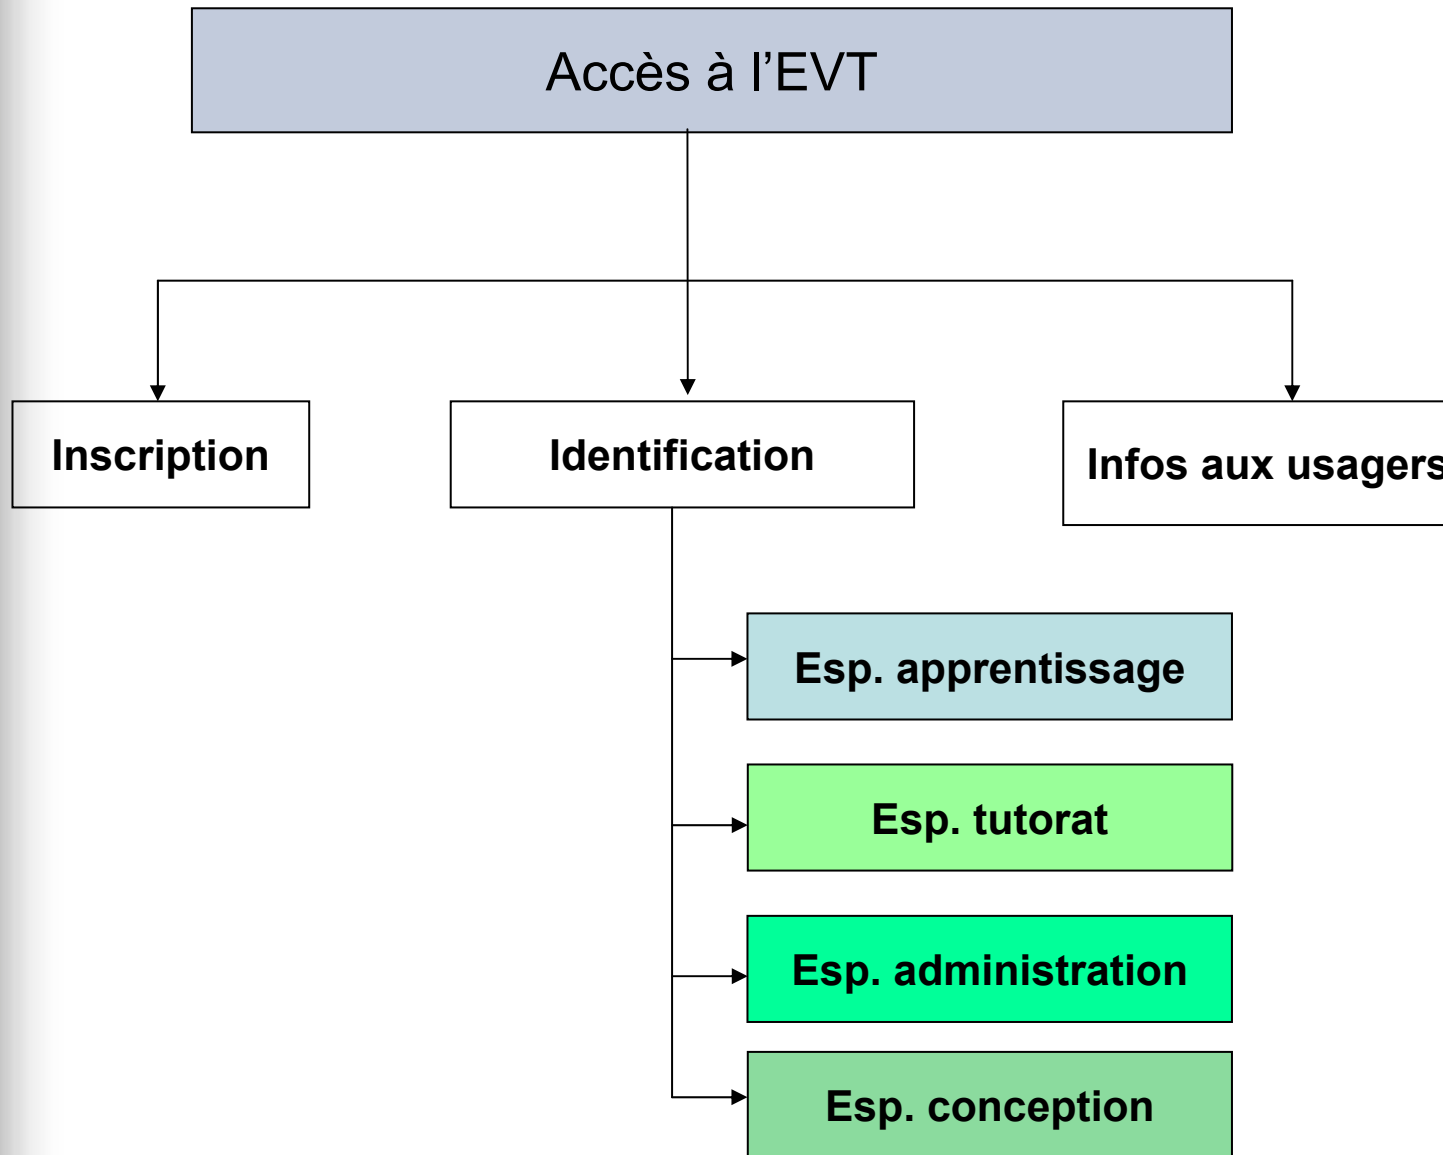 Accès à l’EVT
Inscription
Identification
Infos aux usagers
Esp. apprentissage
Esp. tutorat
Esp. administration
Esp. conception